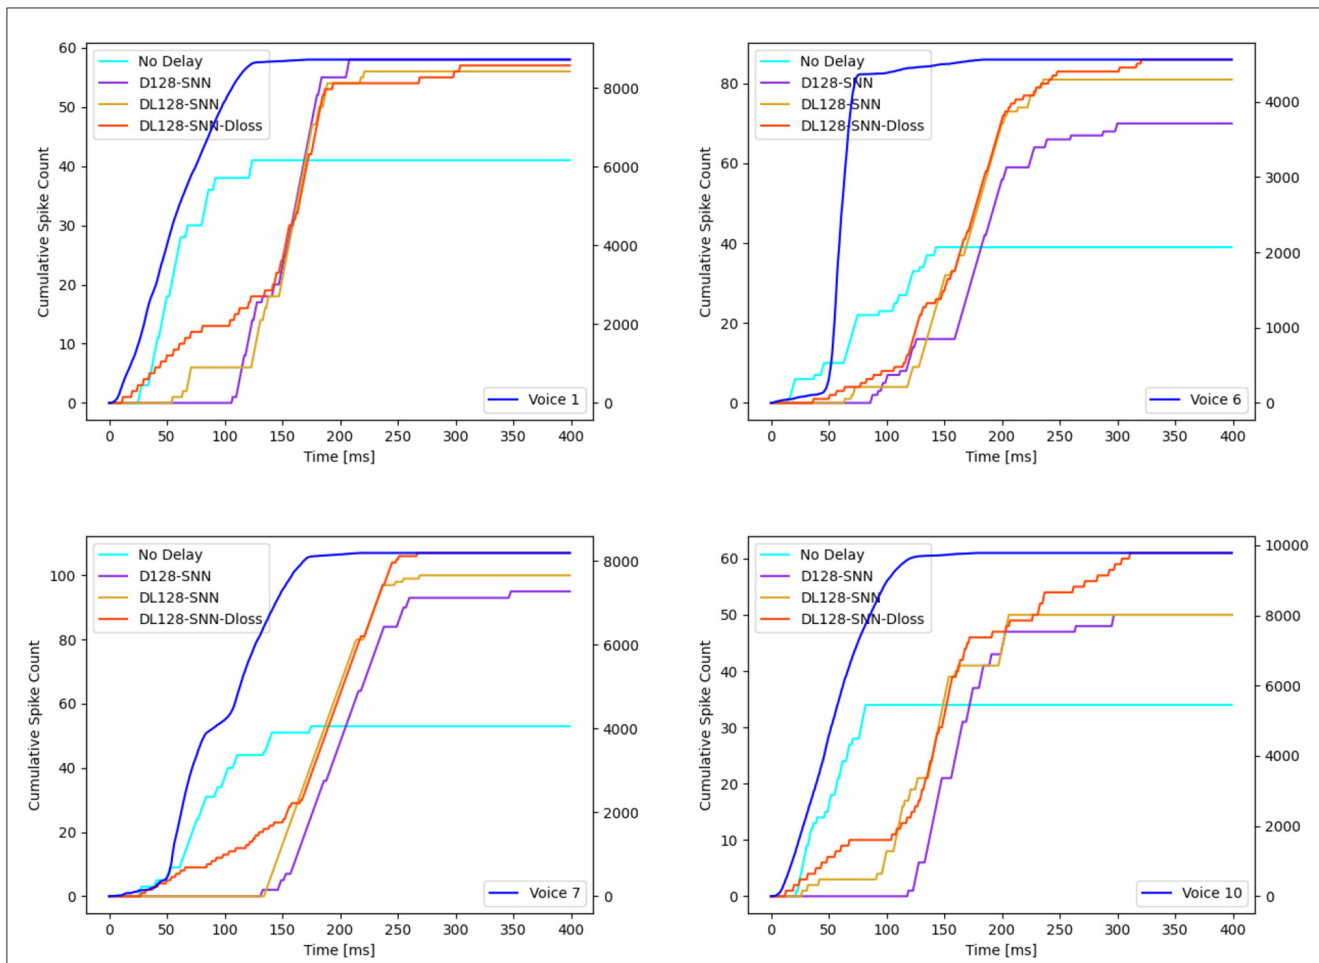 No Delay
D128-SNN
DL128-SNN
DL128-SNN-Dloss
Voice 1
Cumulative Spike Count
60
50
40
30
20
10
0
8000
6000
4000
2000
0
0 50 100 150 200 250 300 350 400
Time [ms]
No Delay
D128-SNN
DL128-SNN
DL128-SNN-Dloss
Voice 6
Cumulative Spike Count
80
60
40
20
0
4000
3000
2000
1000
0
0 50 100 150 200 250 300 350 400
Time [ms]
No Delay
D128-SNN
DL128-SNN
DL128-SNN-Dloss
Voice 7
Cumulative Spike Count
100
80
60
40
20
0
8000
6000
4000
2000
0
0 50 100 150 200 250 300 350 400
Time [ms]
No Delay
D128-SNN
DL128-SNN
DL128-SNN-Dloss
Voice 10
Cumulative Spike Count
60
50
40
30
20
10
0
10000
8000
6000
4000
2000
0
0 50 100 150 200 250 300 350 400
Time [ms]